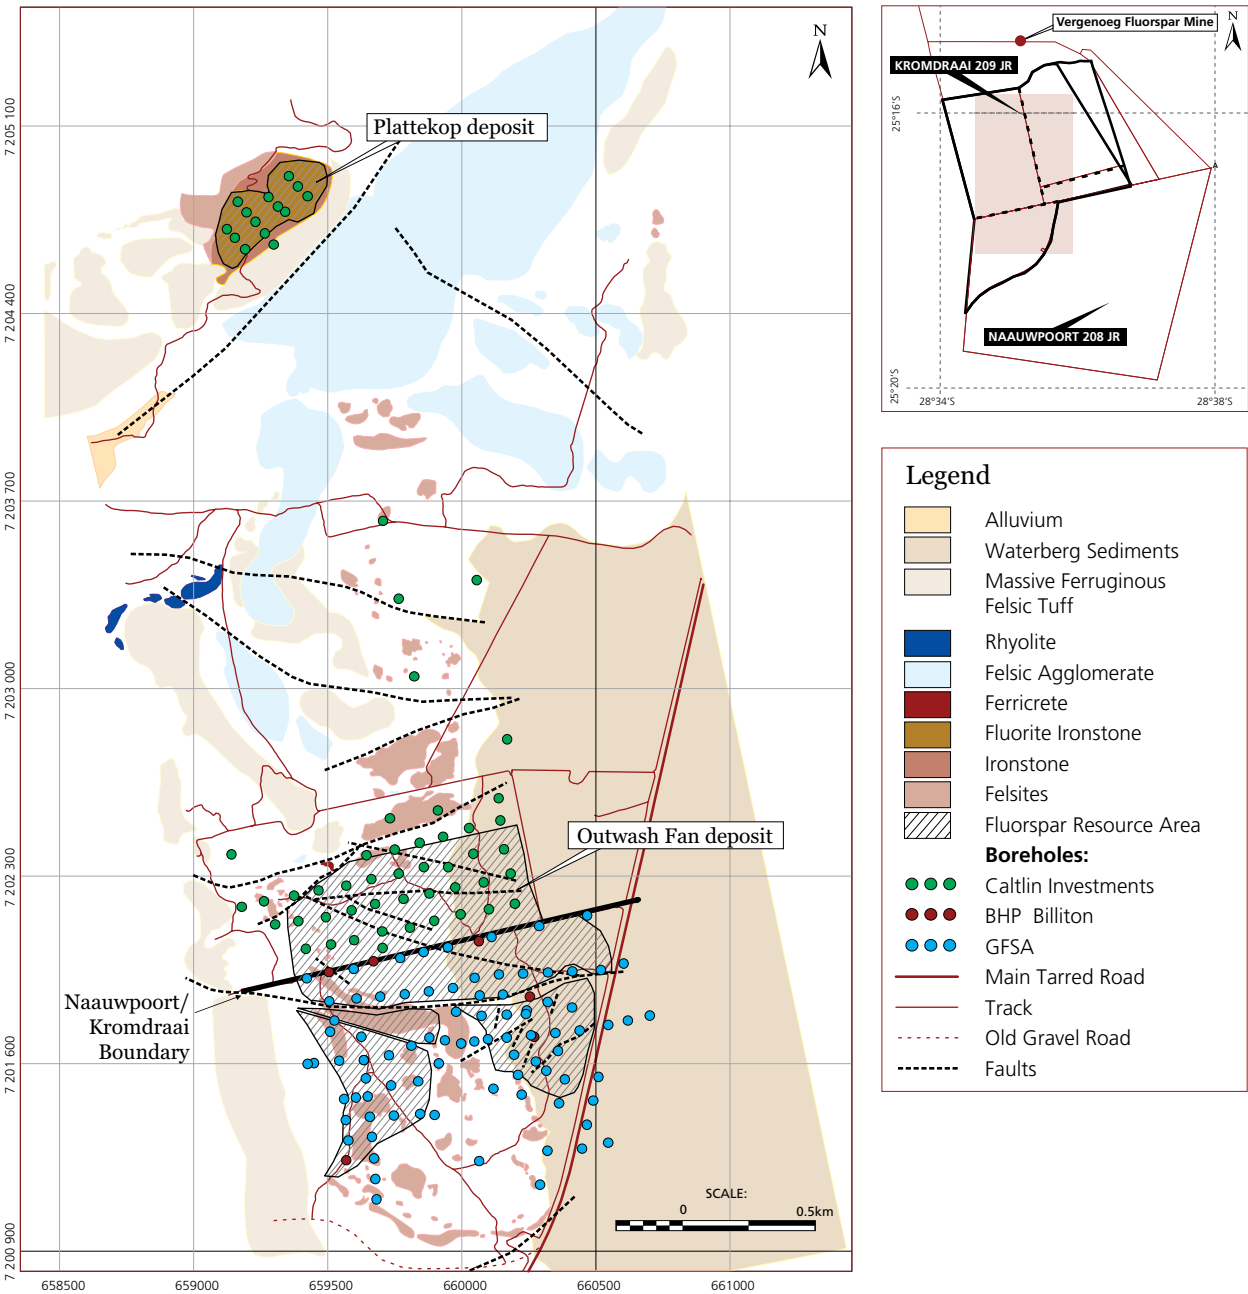 N
7 205 100
7 204 400
7 203 700
7 203 000
7 202 300
7 201 600
7 200 900
Plattekop deposit
Outwash Fan deposit
Naauwpoort/
Kromdraai
Boundary
SCALE:
0
0.5km
658500
659000
659500
660000
660500
661000
Vergenoeg Fluorspar Mine
N
KROMDRAAI 209 JR
25°16'S
A
NAAUWPOORT 208 JR
25°20'S
28°34'S
28°38'S
Legend
Alluvium
Waterberg Sediments
Massive Ferruginous
Felsic Tuff
Rhyolite
Felsic Agglomerate
Ferricrete
Fluorite Ironstone
Ironstone
Felsites
Fluorspar Resource Area
Boreholes:
Caltlin Investments
BHP Billiton
GFSA
Main Tarred Road
Track
Old Gravel Road
Faults